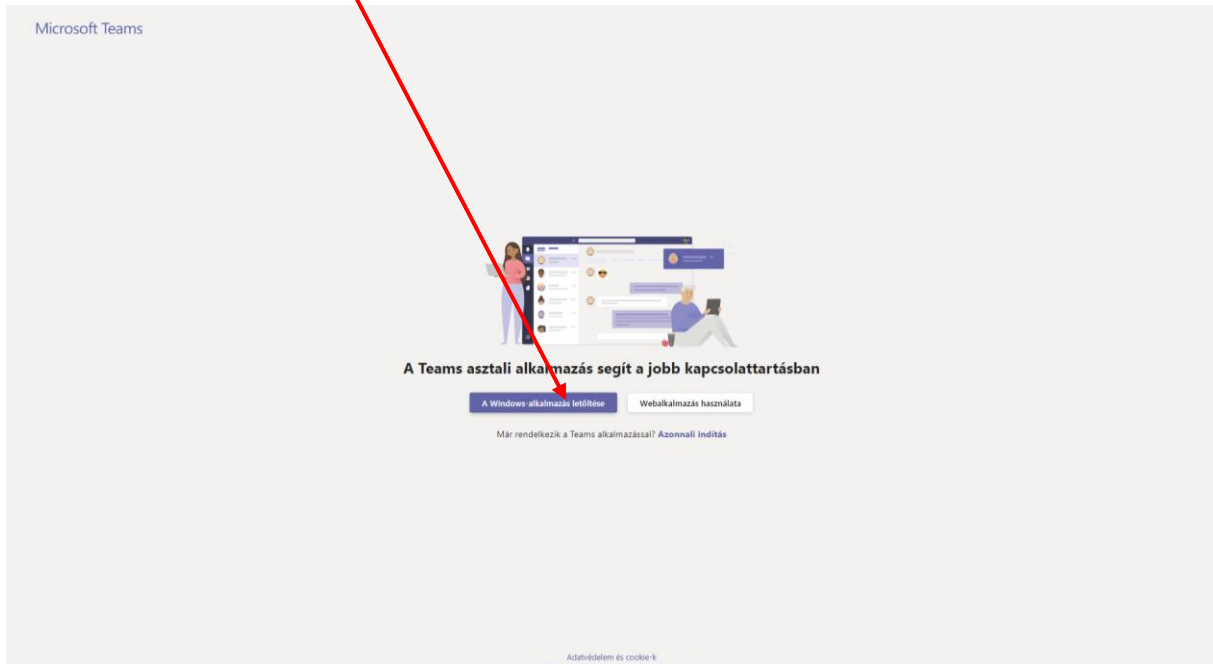 Microsoft Teams
A Teams asztali alkalmazás segít a jobb kapcsolattartásban
A Windows-alkalmazás letöltése
Webalkalmazás használata
Már rendelkezik a Teams alkalmazással? Azonnali indítás
Adatvédelem és cookie-k